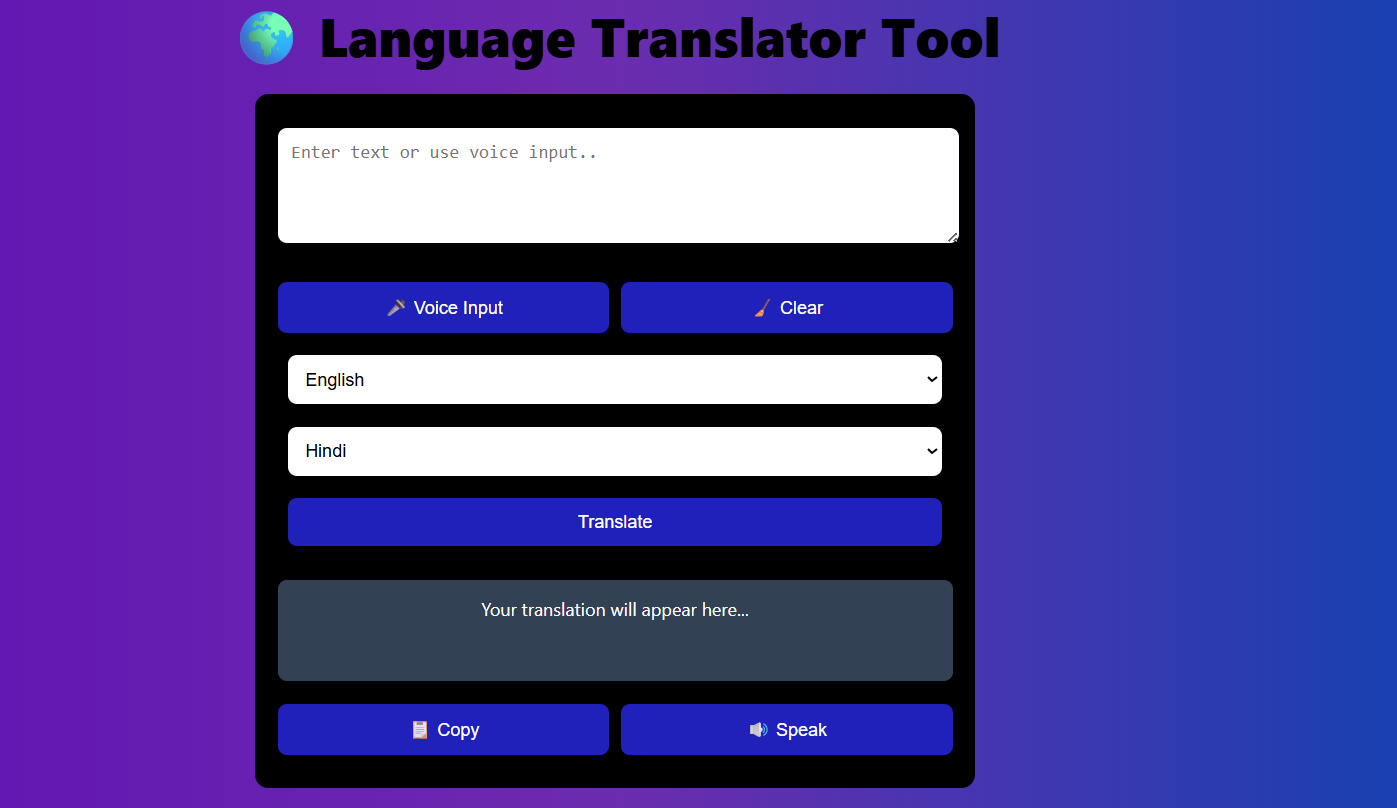 Language Translator Tool
Enter text or use voice input..
Voice Input
Clear
English
Hindi
Translate
Your translation will appear here...
Copy
Speak